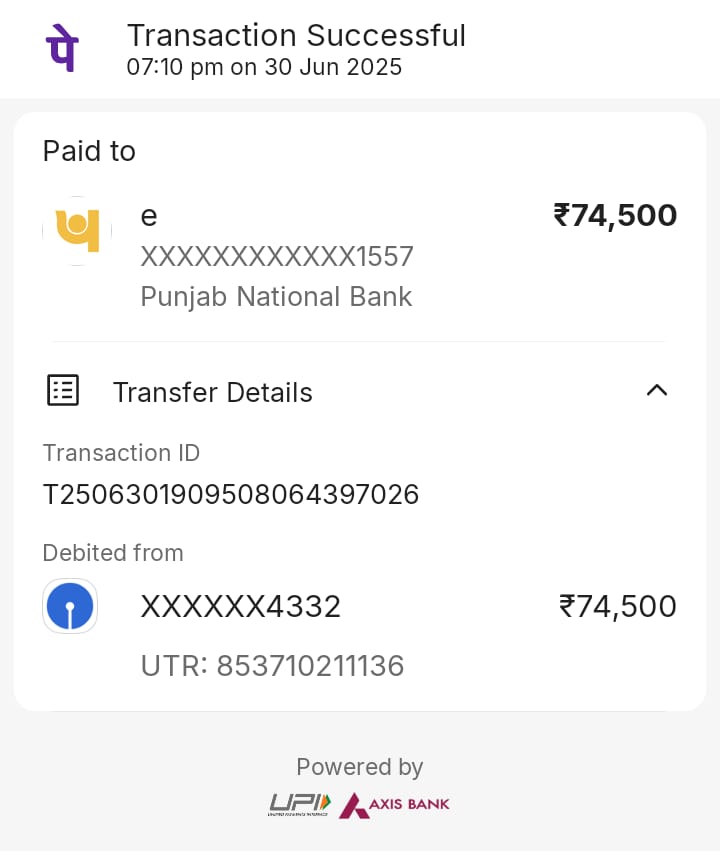 पे
Transaction Successful
07:10 pm on 30 Jun 2025
Paid to
e ₹74,500
XXXXXXXXXXXX1557
Punjab National Bank
Transfer Details
Transaction ID
T2506301909508064397026
Debited from
XXXXXX4332 ₹74,500
UTR: 853710211136
Powered by
UPI AXIS BANK
UNIFIED PAYMENTS INTERFACE